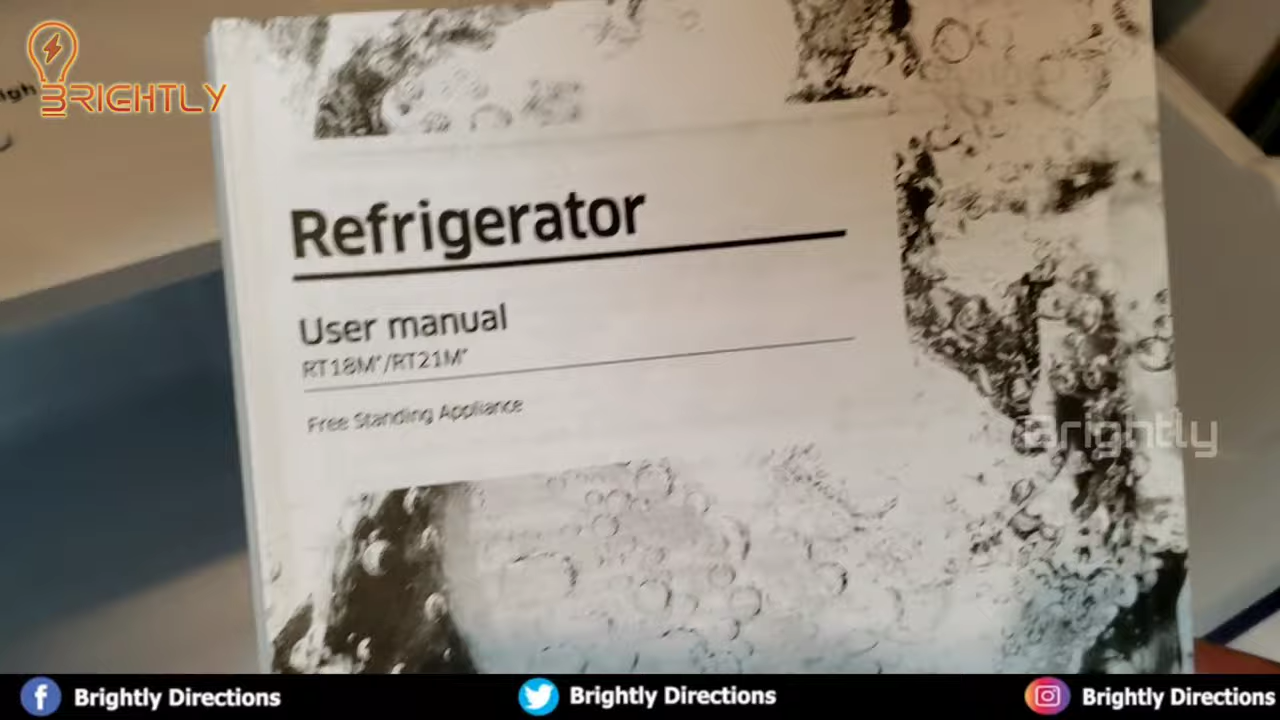 BRIGHTLY
Refrigerator
User manual
RT18M*/RT21M*
Free Standing Appliance
Brightly
Brightly Directions
Brightly Directions
Brightly Directions